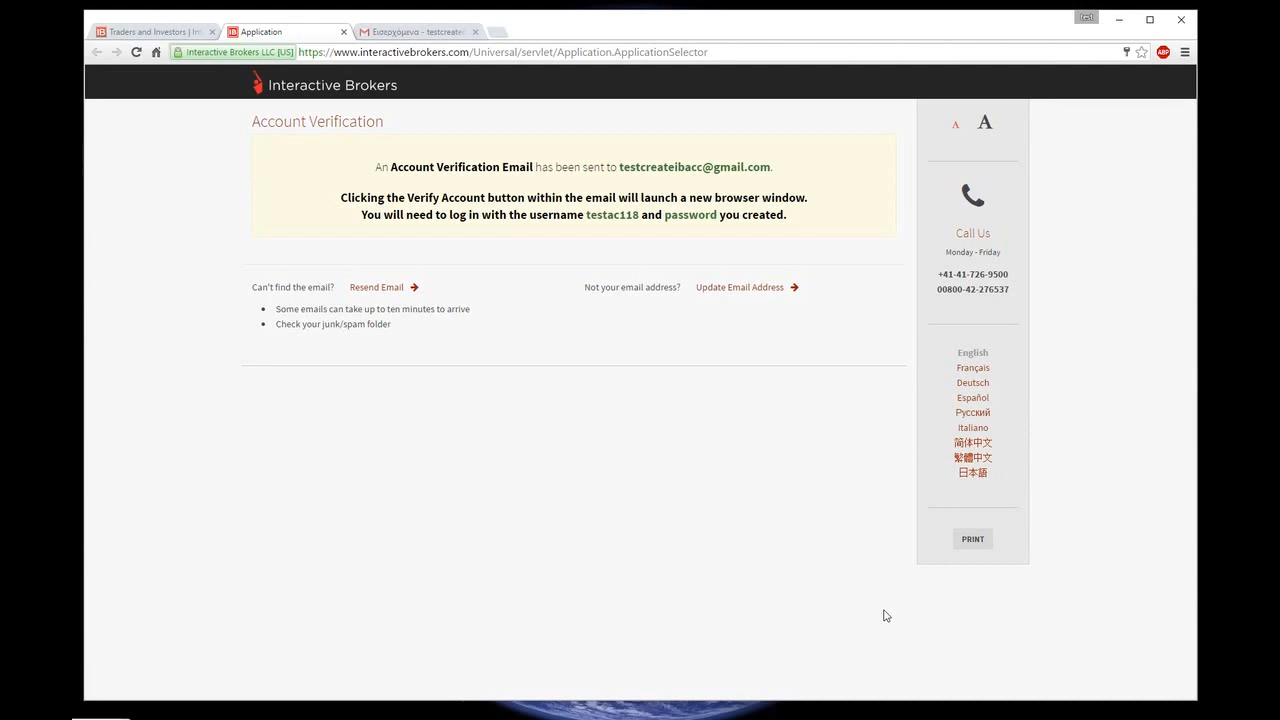 test
Traders and Investors | Int
Application
Εισερχόμενα - testcreatei
Interactive Brokers LLC [US]
https://www.interactivebrokers.com/Universal/servlet/Application.ApplicationSelector
ABP
Interactive Brokers
Account Verification
An Account Verification Email has been sent to testcreateibacc@gmail.com.
Clicking the Verify Account button within the email will launch a new browser window.
You will need to log in with the username testac118 and password you created.
Can't find the email? Resend Email
Not your email address? Update Email Address
• Some emails can take up to ten minutes to arrive
• Check your junk/spam folder
A A
Call Us
Monday - Friday
+41-41-726-9500
00800-42-276537
English
Français
Deutsch
Español
Русский
Italiano
简体中文
繁體中文
日本語
PRINT